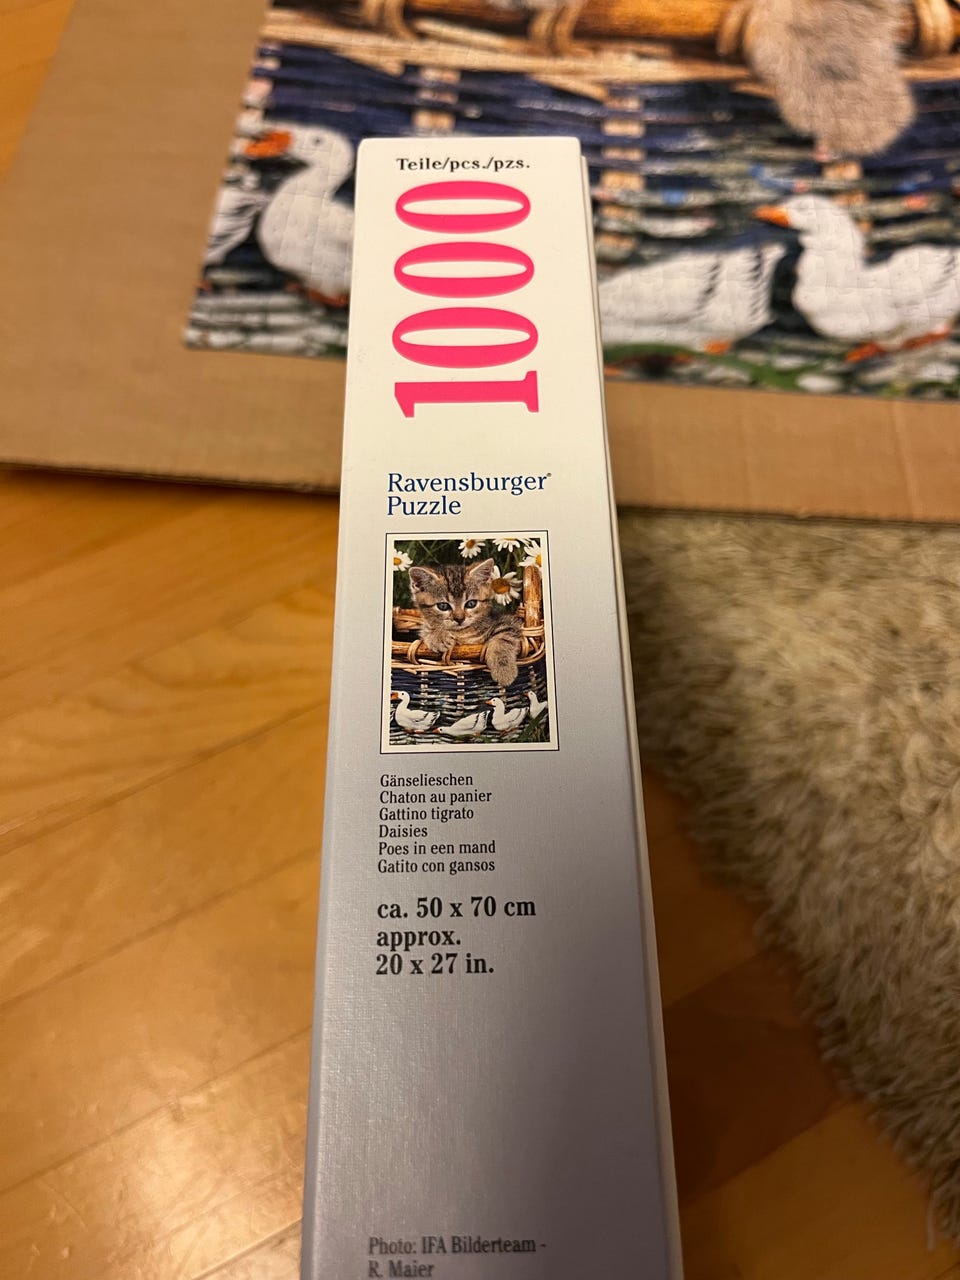 Teile/pcs./pzs.
1000
Ravensburger®
Puzzle
Gänselieschen
Chaton au panier
Gattino tigrato
Daisies
Poes in een mand
Gatito con gansos
ca. 50 x 70 cm
approx.
20 x 27 in.
Photo: IFA Bilderteam -
R. Maier